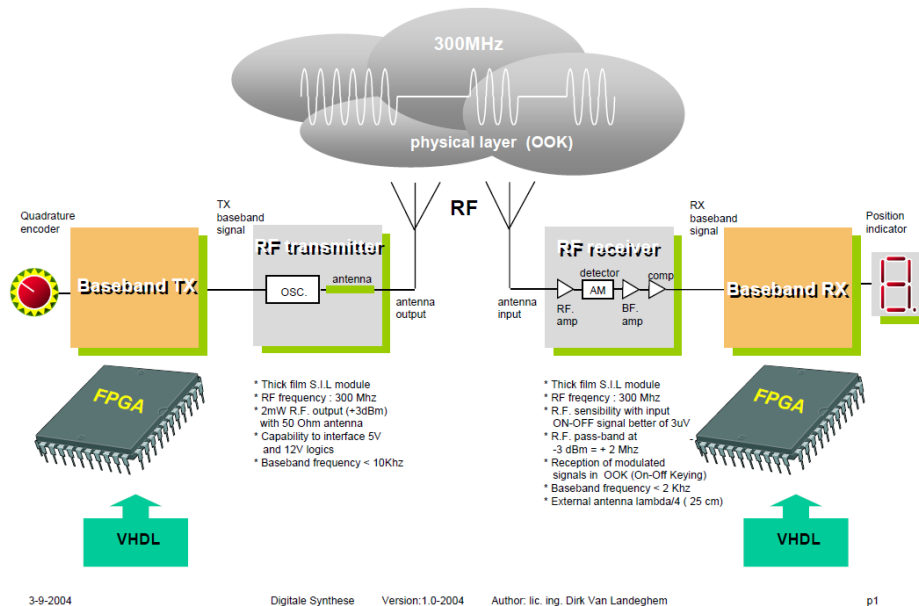 300MHz
physical layer (OOK)
Quadrature
encoder
TX
baseband
signal
RF
RX
baseband
signal
Position
indicator
Baseband TX
RF transmitter
OSC.
antenna
antenna
output
antenna
input
RF receiver
detector
comp
AM
RF.
amp
BF.
amp
Baseband RX
FPGA
* Thick film S.I.L module
* RF frequency : 300 Mhz
* 2mW R.F. output (+3dBm)
with 50 Ohm antenna
* Capability to interface 5V
and 12V logics
* Baseband frequency < 10Khz
* Thick film S.I.L module
* RF freqency : 300 Mhz
* R.F. sensibility with input
ON-OFF signal better of 3uV
* R.F. pass-band at
-3 dBm = + 2 Mhz
* Reception of modulated
signals in OOK (On-Off Keying)
* Baseband frequency < 2 Khz
* External antenna lambda/4 ( 25 cm)
FPGA
VHDL
VHDL
3-9-2004
Digitale Synthese
Version:1.0-2004
Author: lic. ing. Dirk Van Landeghem
p1